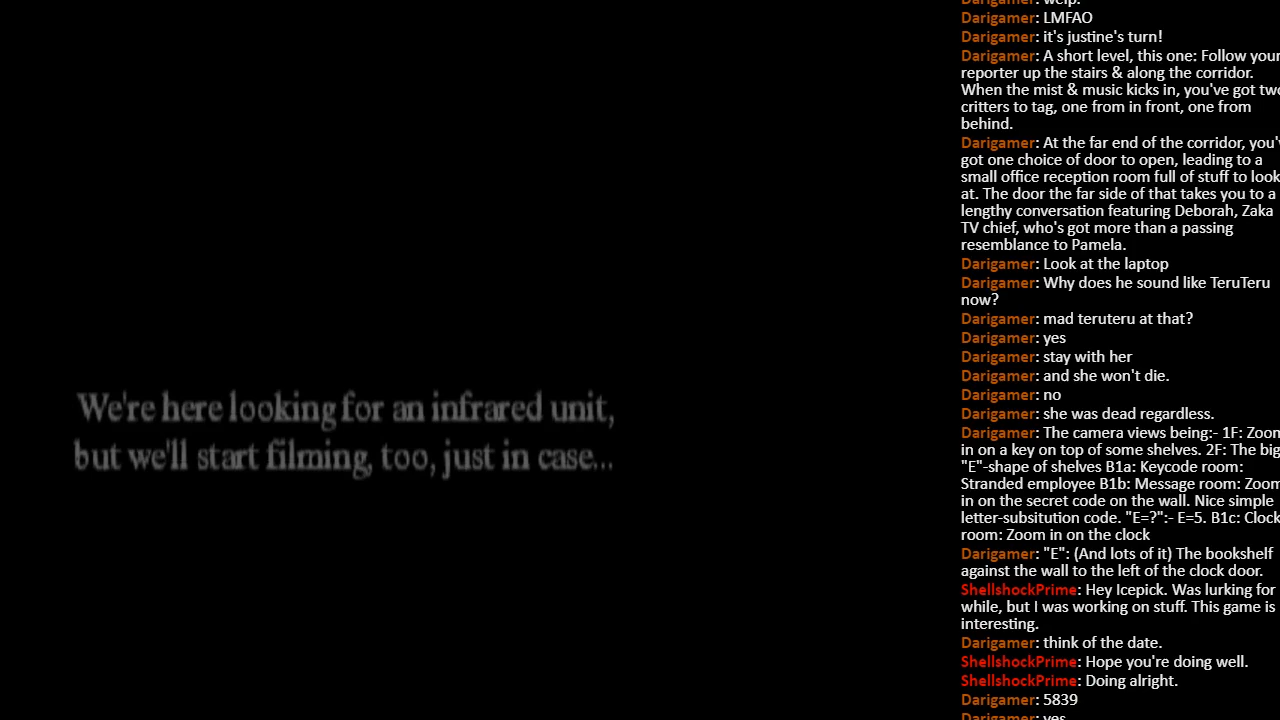 We're here looking for an infrared unit,
but we'll start filming, too, just in case...
Darigamer: welp.
Darigamer: LMFAO
Darigamer: it's justine's turn!
Darigamer: A short level, this one: Follow your
reporter up the stairs & along the corridor.
When the mist & music kicks in, you've got two
critters to tag, one from in front, one from
behind.
Darigamer: At the far end of the corridor, you'v
got one choice of door to open, leading to a
small office reception room full of stuff to look
at. The door the far side of that takes you to a
lengthy conversation featuring Deborah, Zaka
TV chief, who's got more than a passing
resemblance to Pamela.
Darigamer: Look at the laptop
Darigamer: Why does he sound like TeruTeru
now?
Darigamer: mad teruteru at that?
Darigamer: yes
Darigamer: stay with her
Darigamer: and she won't die.
Darigamer: no
Darigamer: she was dead regardless.
Darigamer: The camera views being:- 1F: Zoom
in on a key on top of some shelves. 2F: The big
"E"-shape of shelves B1a: Keycode room:
Stranded employee B1b: Message room: Zoom
in on the secret code on the wall. Nice simple
letter-subsitution code. "E=?":- E=5. B1c: Clock
room: Zoom in on the clock
Darigamer: "E": (And lots of it) The bookshelf
against the wall to the left of the clock door.
ShellshockPrime: Hey Icepick. Was lurking for
while, but I was working on stuff. This game is
interesting.
Darigamer: think of the date.
ShellshockPrime: Hope you're doing well.
ShellshockPrime: Doing alright.
Darigamer: 5839
Darigamer: yes